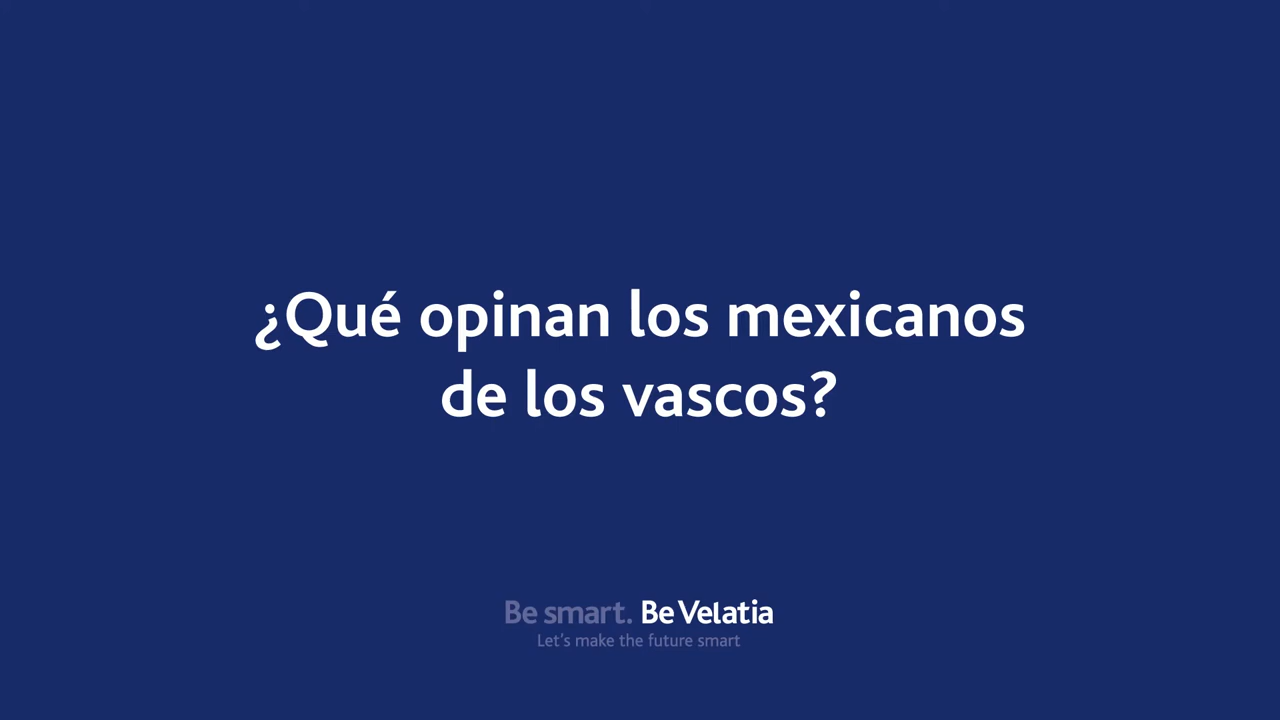 ¿Qué opinan los mexicanos
de los vascos?
Be smart. Be Velatia
Let's make the future smart